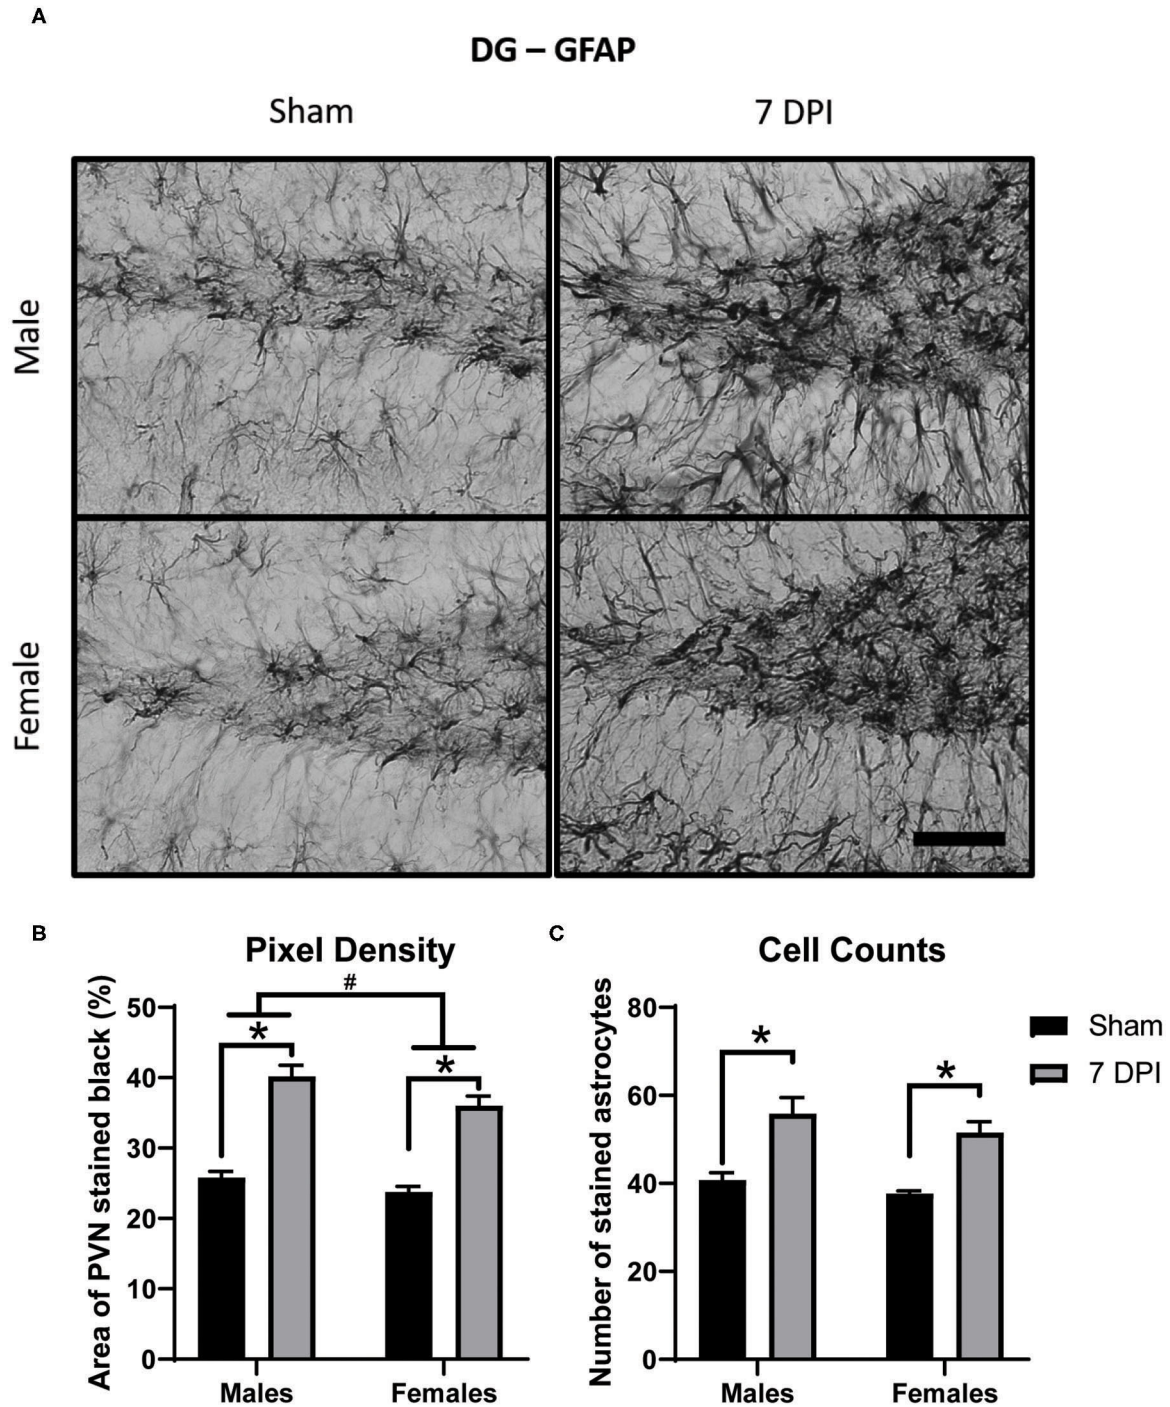 A
DG – GFAP
Sham 7 DPI
Male
Female
B
Pixel Density
Area of PVN stained black (%)
50
40
30
20
10
0
#
*
*
Males Females
C
Cell Counts
Number of stained astrocytes
80
60
40
20
0
*
*
Males Females
Sham
7 DPI